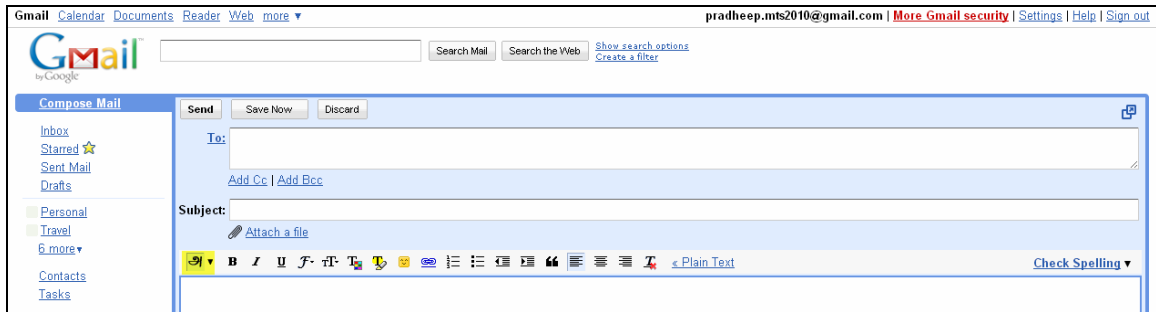 Gmail Calendar Documents Reader Web more ▼ pradheep.mts2010@gmail.com | More Gmail security | Settings | Help | Sign out
Gmail by Google Search Mail Search the Web Show search options
Create a filter
Compose Mail Send Save Now Discard
Inbox To:
Starred
Sent Mail
Drafts Add Cc | Add Bcc
Personal Subject:
Travel Attach a file
6 more ▾
அ ▾ B I U F T T T T « Plain Text Check Spelling ▼
Contacts
Tasks